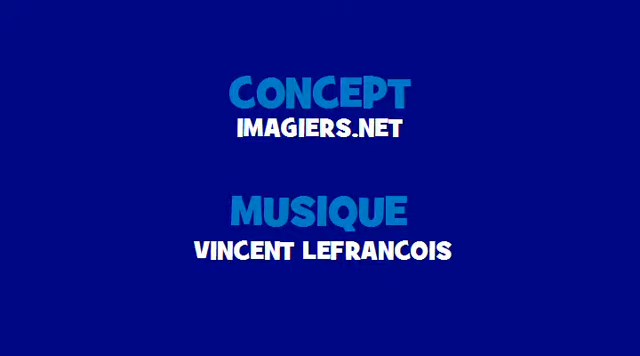 CONCEPT
IMAGIERS.NET
MUSIQUE
VINCENT LEFRANCOIS